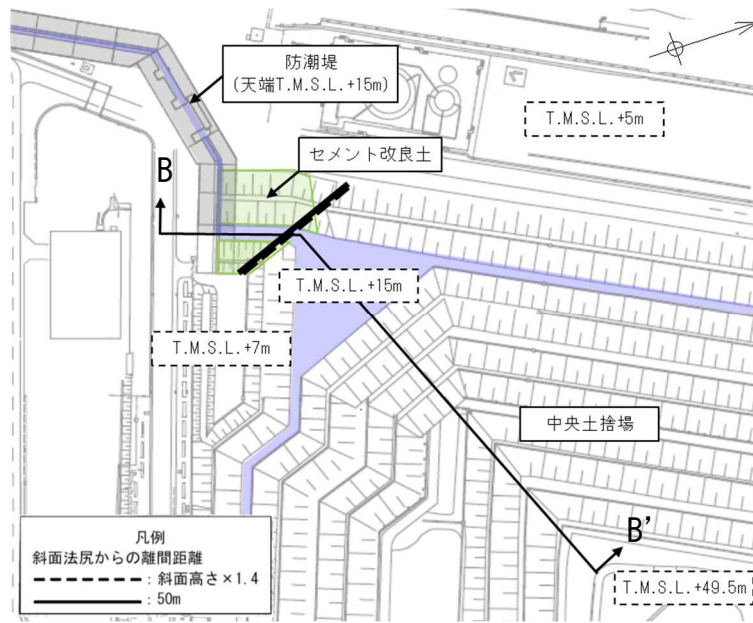 防潮堤
(天端T.M.S.L.+15m)
T.M.S.L.+5m
セメント改良土
B
T.M.S.L.+15m
T.M.S.L.+7m
中央土捨場
B'
T.M.S.L.+49.5m
凡例
斜面法尻からの離間距離
：斜面高さ×1.4
：50m